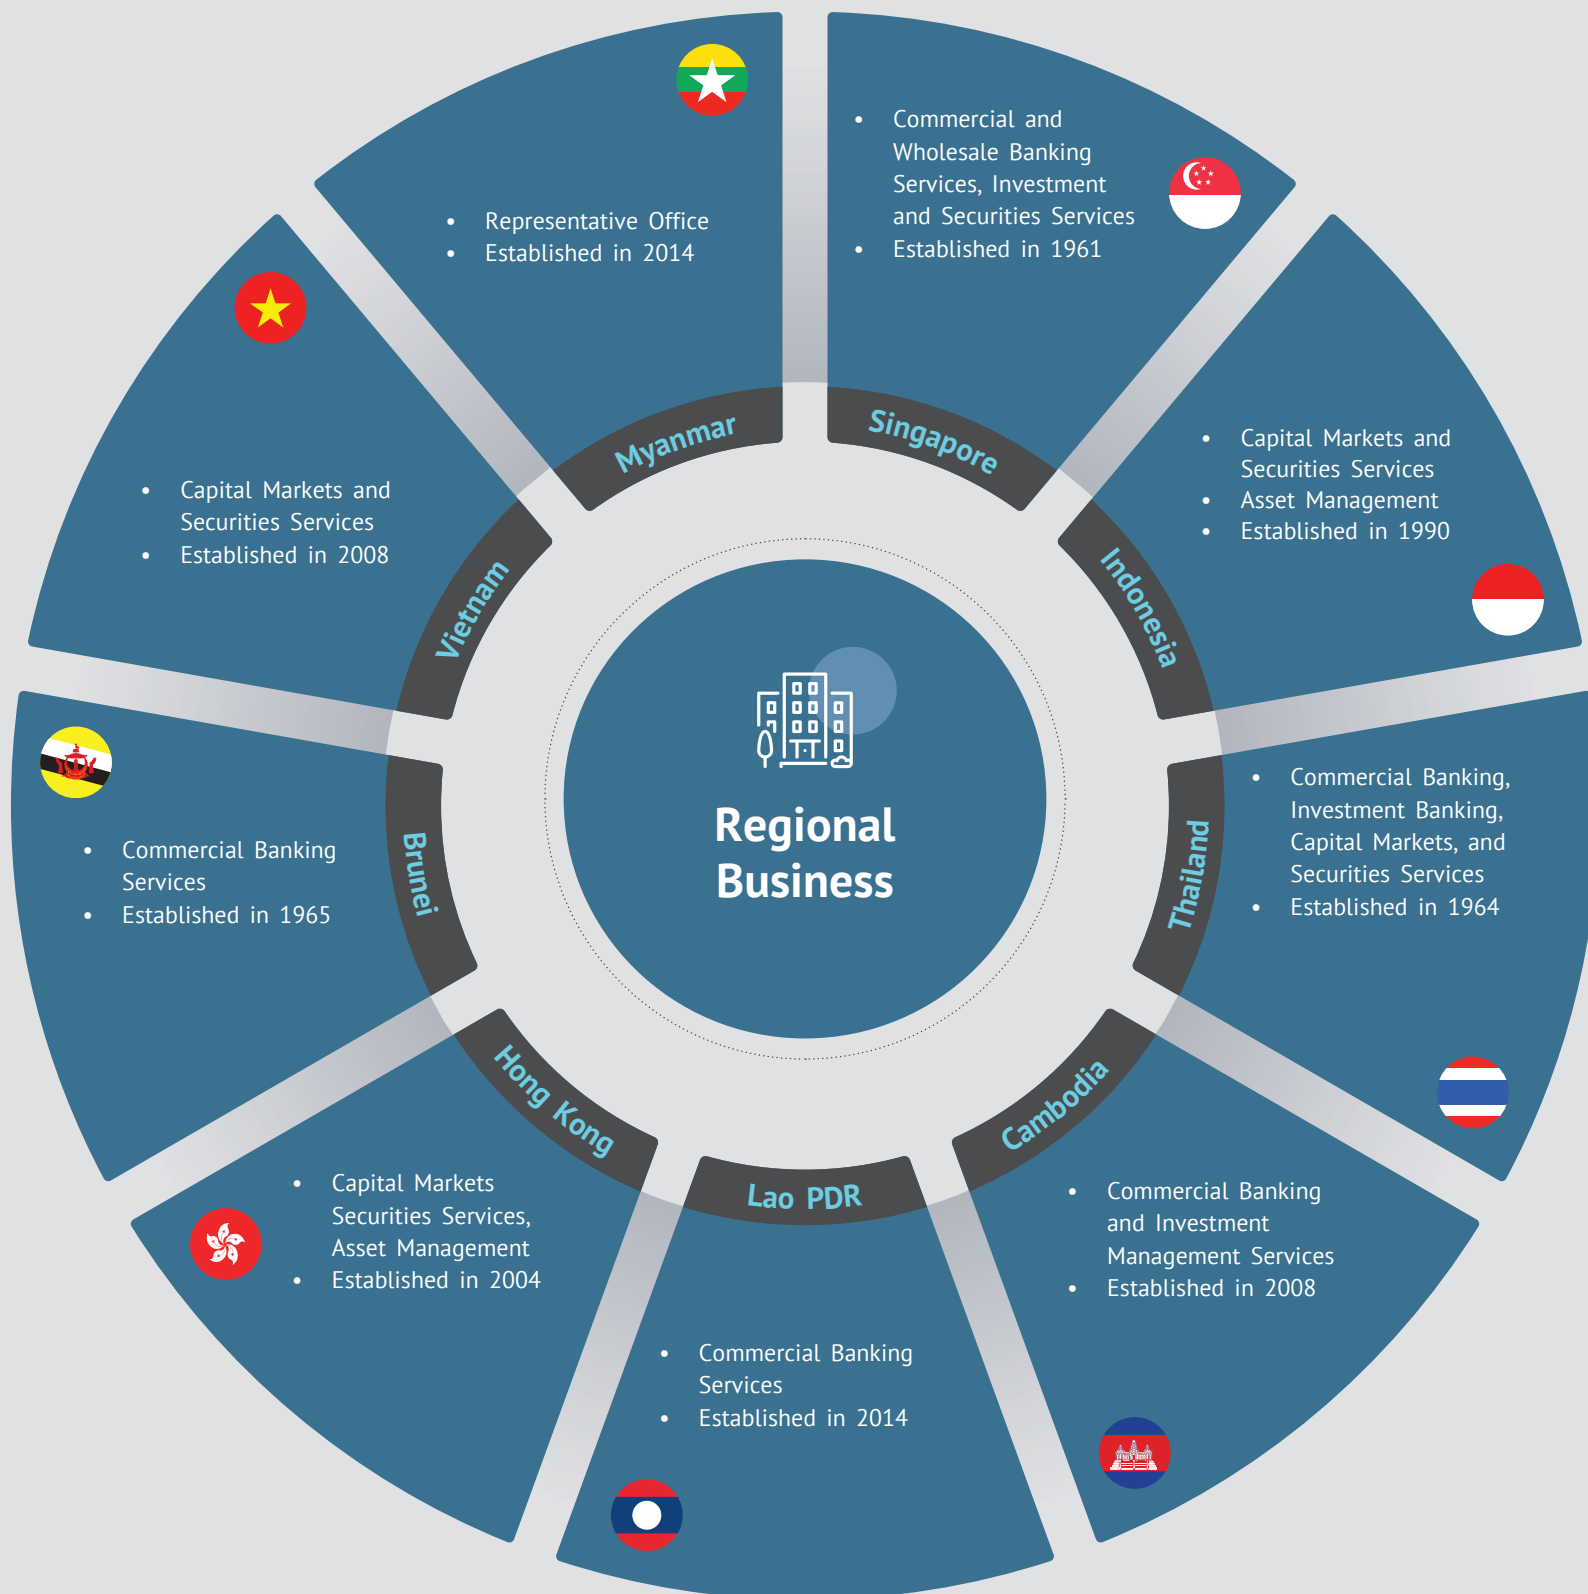 Regional
Business
Singapore
• Commercial and
Wholesale Banking
Services, Investment
and Securities Services
• Established in 1961
Indonesia
• Capital Markets and
Securities Services
• Asset Management
• Established in 1990
Thailand
• Commercial Banking,
Investment Banking,
Capital Markets, and
Securities Services
• Established in 1964
Cambodia
• Commercial Banking
and Investment
Management Services
• Established in 2008
Lao PDR
• Commercial Banking
Services
• Established in 2014
Hong Kong
• Capital Markets
Securities Services,
Asset Management
• Established in 2004
Brunei
• Commercial Banking
Services
• Established in 1965
Vietnam
• Capital Markets and
Securities Services
• Established in 2008
Myanmar
• Representative Office
• Established in 2014